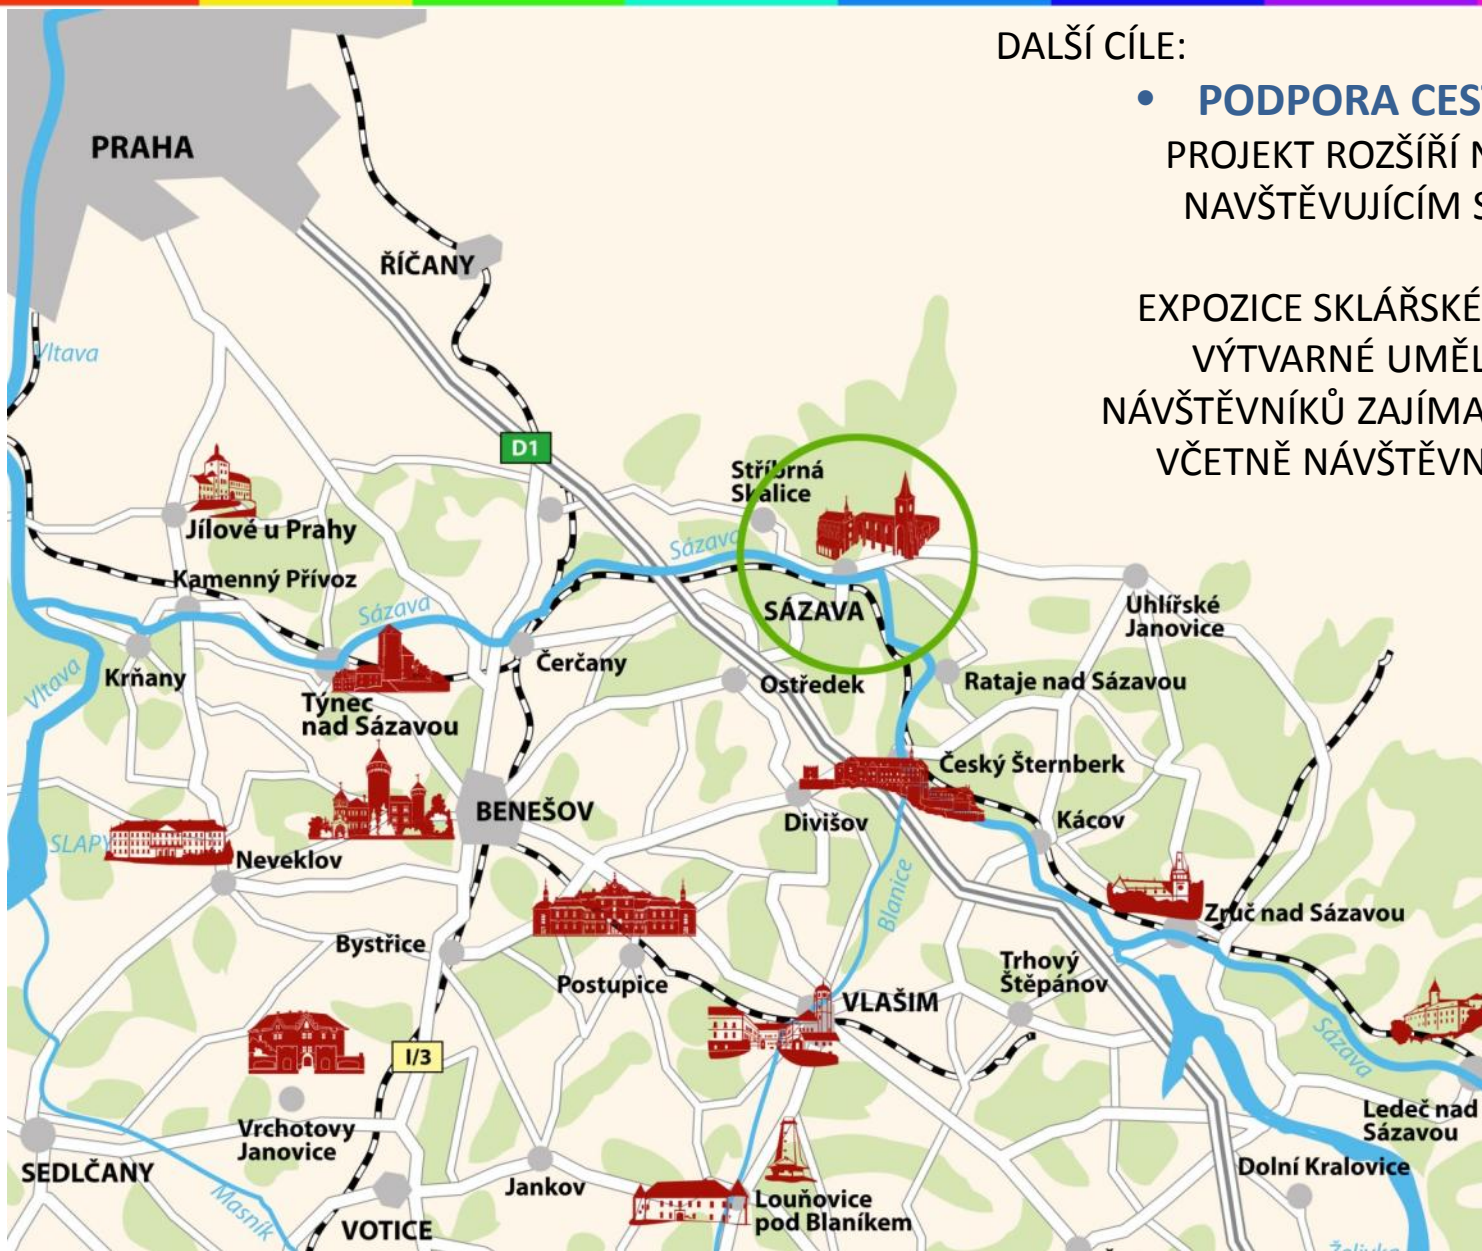 DALŠÍ CÍLE:
• PODPORA CES
PROJEKT ROZŠÍŘÍ
NAVŠTĚVUJÍCÍM
EXPOZICE SKLÁŘSKÉ
VÝTVARNÉ UMĚL
NÁVŠTĚVNÍKŮ ZAJÍMA
VČETNĚ NÁVŠTĚVN
PRAHA
ŘÍČANY
Vltava
D1
Stříbrná
Skalice
Jílové u Prahy
Sázava
Kamenný Přívoz
Sázava
SÁZAVA
Uhlířské
Janovice
Krňany
Vltava
Čerčany
Ostředek
Rataje nad Sázavou
Týnec
nad Sázavou
Český Šternberk
BENEŠOV
Divišov
Kácov
SLAPY
Neveklov
Blanice
Zruč nad Sázavou
Bystřice
Postupice
Trhový
Štěpánov
VLAŠIM
I/3
Sázava
Vrchotovy
Janovice
Ledeč nad
Sázavou
SEDLČANY
Dolní Kralovice
Jankov
Masník
Louňovice
pod Blaníkem
VOTICE